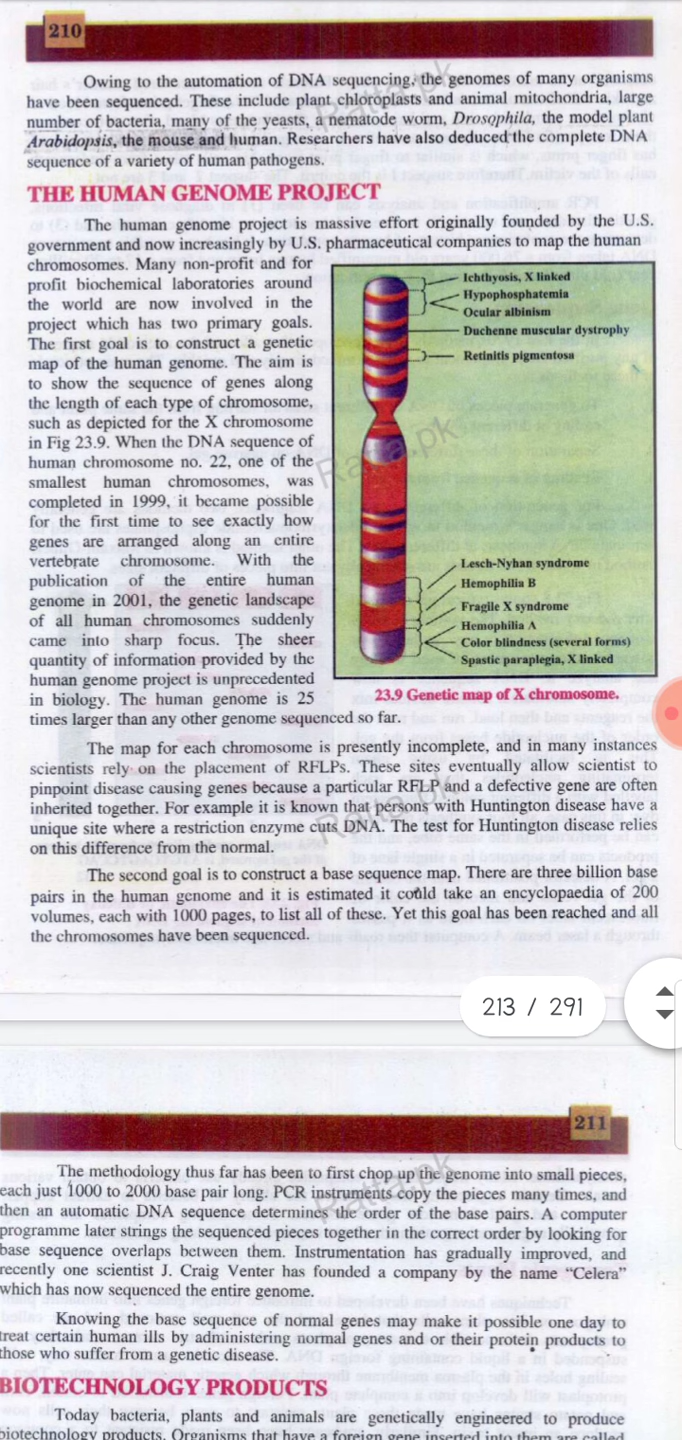 210
Owing to the automation of DNA sequencing, the genomes of many organisms
have been sequenced. These include plant chloroplasts and animal mitochondria, large
number of bacteria, many of the yeasts, a nematode worm, Drosophila, the model plant
Arabidopsis, the mouse and human. Researchers have also deduced the complete DNA
sequence of a variety of human pathogens.
THE HUMAN GENOME PROJECT
The human genome project is massive effort originally founded by the U.S.
government and now increasingly by U.S. pharmaceutical companies to map the human
chromosomes. Many non-profit and for
profit biochemical laboratories around
the world are now involved in the
project which has two primary goals.
The first goal is to construct a genetic
map of the human genome. The aim is
to show the sequence of genes along
the length of each type of chromosome,
such as depicted for the X chromosome
in Fig 23.9. When the DNA sequence of
human chromosome no. 22, one of the
smallest human chromosomes, was
completed in 1999, it became possible
for the first time to see exactly how
genes are arranged along an entire
vertebrate chromosome. With the
publication of the entire human
genome in 2001, the genetic landscape
of all human chromosomes suddenly
came into sharp focus. The sheer
quantity of information provided by the
human genome project is unprecedented
in biology. The human genome is 25
times larger than any other genome sequenced so far.
Ichthyosis, X linked
Hypophosphatemia
Ocular albinism
Duchenne muscular dystrophy
Retinitis pigmentosa
Lesch-Nyhan syndrome
Hemophilia B
Fragile X syndrome
Hemophilia A
Color blindness (several forms)
Spastic paraplegia, X linked
23.9 Genetic map of X chromosome.
The map for each chromosome is presently incomplete, and in many instances
scientists rely on the placement of RFLPs. These sites eventually allow scientist to
pinpoint disease causing genes because a particular RFLP and a defective gene are often
inherited together. For example it is known that persons with Huntington disease have a
unique site where a restriction enzyme cuts DNA. The test for Huntington disease relies
on this difference from the normal.
The second goal is to construct a base sequence map. There are three billion base
pairs in the human genome and it is estimated it could take an encyclopaedia of 200
volumes, each with 1000 pages, to list all of these. Yet this goal has been reached and all
the chromosomes have been sequenced.
Ratta.pk
Ratta.pk
Ratta.pk
213 / 291
211
The methodology thus far has been to first chop up the genome into small pieces,
each just 1000 to 2000 base pair long. PCR instruments copy the pieces many times, and
then an automatic DNA sequence determines the order of the base pairs. A computer
programme later strings the sequenced pieces together in the correct order by looking for
base sequence overlaps between them. Instrumentation has gradually improved, and
recently one scientist J. Craig Venter has founded a company by the name “Celera”
which has now sequenced the entire genome.
Knowing the base sequence of normal genes may make it possible one day to
treat certain human ills by administering normal genes and or their protein products to
those who suffer from a genetic disease.
Ratta.pk
BIOTECHNOLOGY PRODUCTS
Today bacteria, plants and animals are genetically engineered to produce
biotechnology products. Organisms that have a foreign gene inserted into them are called